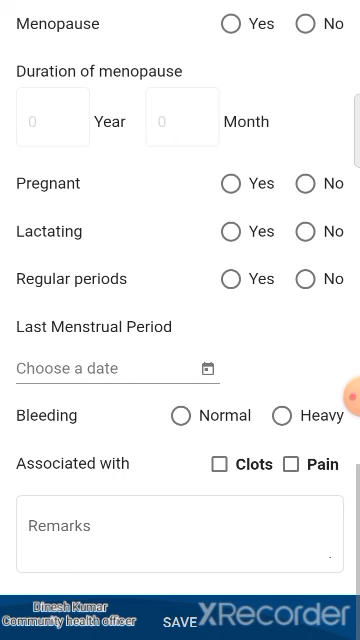 Menopause Yes No
Duration of menopause
0 Year 0 Month
Pregnant Yes No
Lactating Yes No
Regular periods Yes No
Last Menstrual Period
Choose a date
Bleeding Normal Heavy
Associated with Clots Pain
Remarks
Dinesh Kumar
Community health officer
SAVE
XRecorder